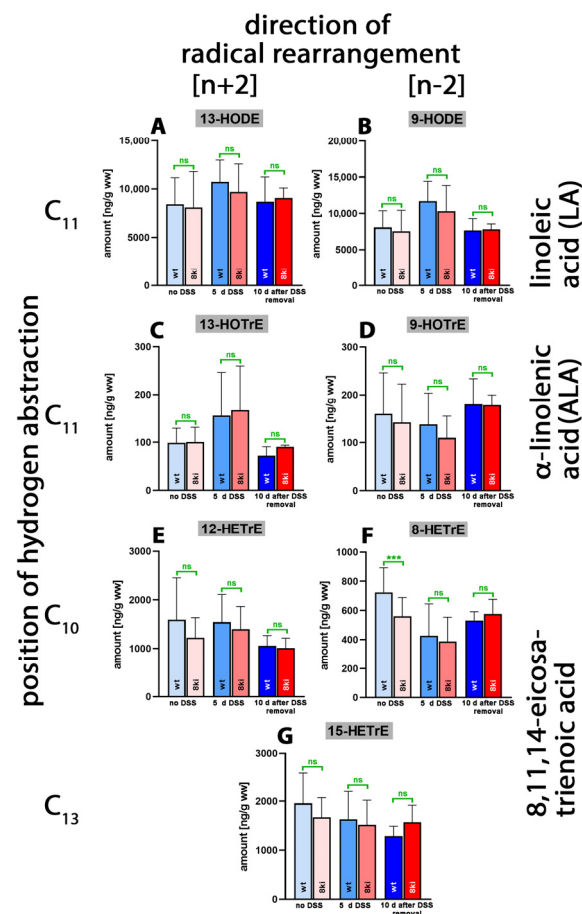 direction of
radical rearrangement
[n+2] [n-2]
position of hydrogen abstraction
C₁₁
A
13-HODE
amount [ng/g ww]
15,000
10,000
5,000
0
ns ns ns
wt 8ki wt 8ki wt 8ki
no DSS 5 d DSS 10 d after DSS
removal
B
9-HODE
amount [ng/g ww]
20,000
15,000
10,000
5000
0
ns ns ns
wt 8ki wt 8ki wt 8ki
no DSS 5 d DSS 10 d after DSS
removal
linoleic
acid (LA)
C₁₁
C
13-HOTrE
amount [ng/g ww]
300
200
100
0
ns ns ns
wt 8ki wt 8ki wt 8ki
no DSS 5 d DSS 10 d after DSS
removal
D
9-HOTrE
amount [ng/g ww]
300
200
100
0
ns ns ns
wt 8ki wt 8ki wt 8ki
no DSS 5 d DSS 10 d after DSS
removal
α-linolenic
acid (ALA)
C₁₀
E
12-HETrE
amount [ng/g ww]
3000
2000
1000
0
ns ns ns
wt 8ki wt 8ki wt 8ki
no DSS 5 d DSS 10 d after DSS
removal
F
8-HETrE
amount [ng/g ww]
1000
800
600
400
200
0
*** ns ns
wt 8ki wt 8ki wt 8ki
no DSS 5 d DSS 10 d after DSS
removal
C₁₃
G
15-HETrE
amount [ng/g ww]
3000
2000
1000
0
ns ns ns
wt 8ki wt 8ki wt 8ki
no DSS 5 d DSS 10 d after DSS
removal
8,11,14-eicosa-
trienoic acid